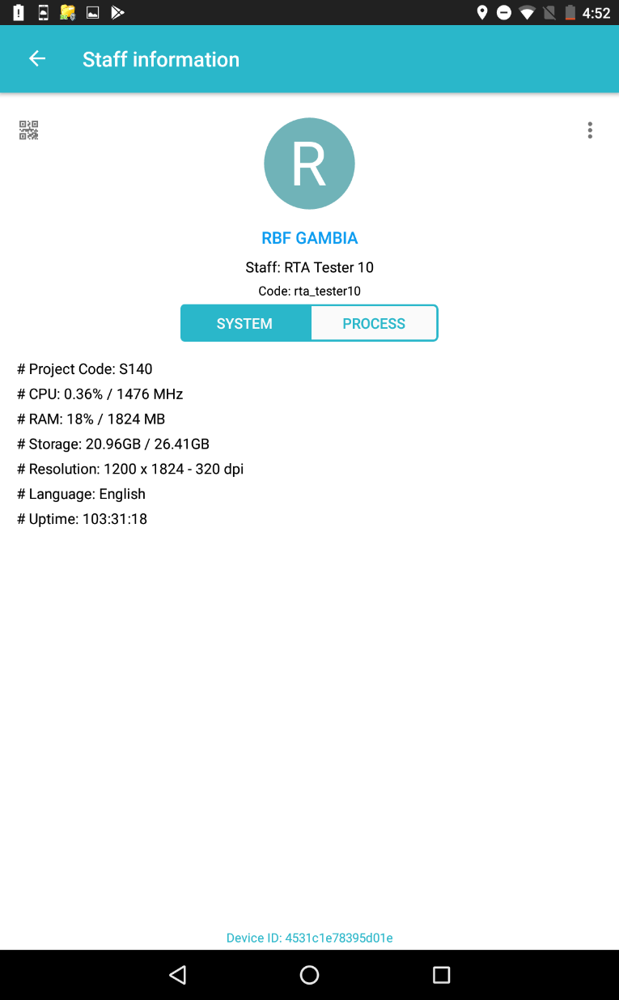 4:52
Staff information
R
RBF GAMBIA
Staff: RTA Tester 10
Code: rta_tester10
SYSTEM PROCESS
# Project Code: S140
# CPU: 0.36% / 1476 MHz
# RAM: 18% / 1824 MB
# Storage: 20.96GB / 26.41GB
# Resolution: 1200 x 1824 - 320 dpi
# Language: English
# Uptime: 103:31:18
Device ID: 4531c1e78395d01e